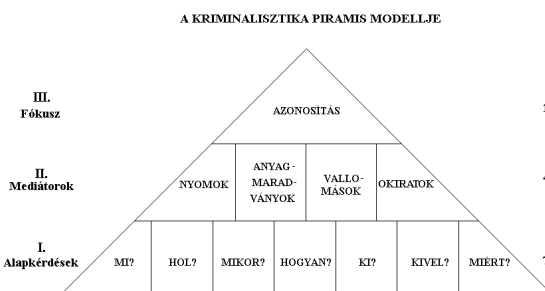 A KRIMINALISZTIKA PIRAMIS MODELLJE
III.
Fókusz
AZONOSÍTÁS
II.
Mediátorok
NYOMOK
ANYAG-
MARAD-
VÁNYOK
VALLO-
MÁSOK
OKIRATOK
I.
Alapkérdések
MI?
HOL?
MIKOR?
HOGYAN?
KI?
KIVEL?
MIÉRT?